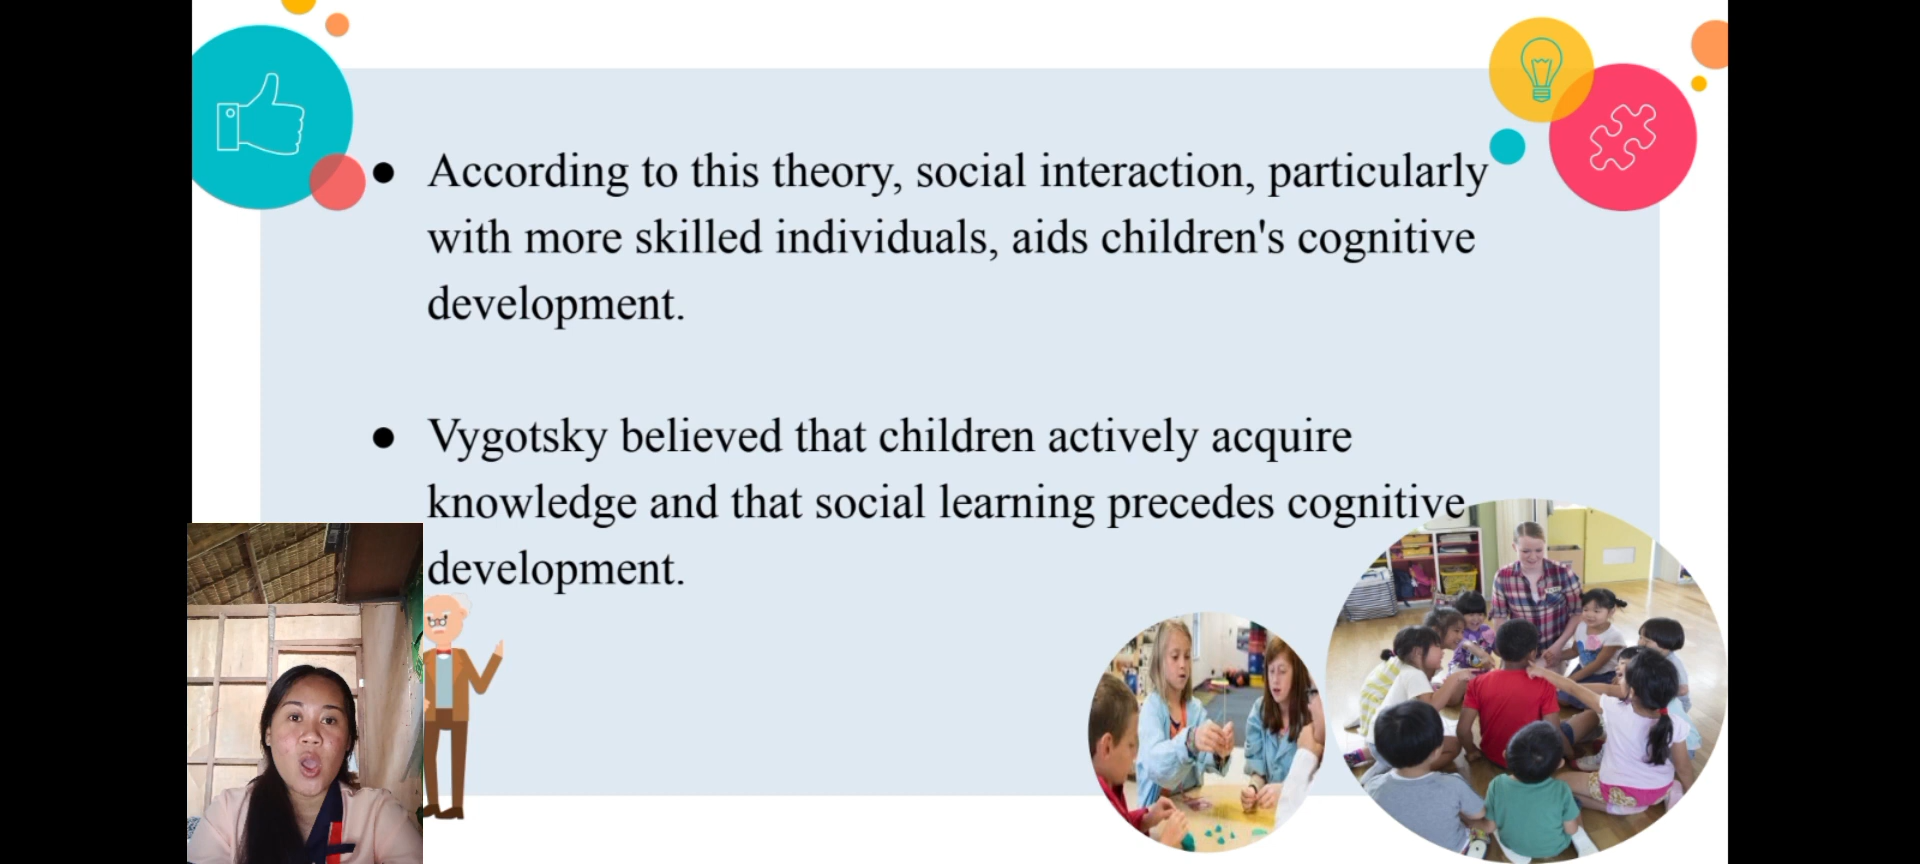 ● According to this theory, social interaction, particularly
with more skilled individuals, aids children's cognitive
development.
● Vygotsky believed that children actively acquire
knowledge and that social learning precedes cognitive
development.